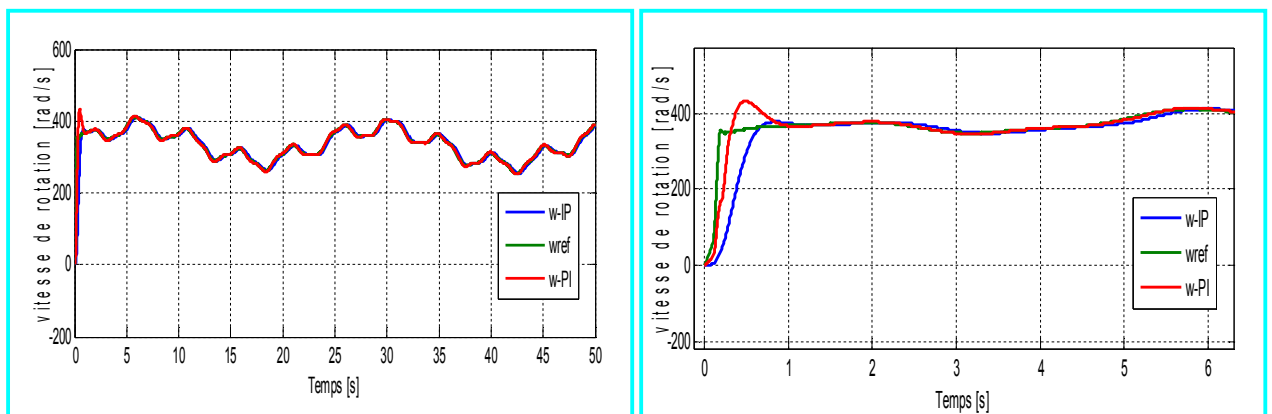 600
400
200
0
-200
0 5 10 15 20 25 30 35 40 45 50
vitesse de rotation [rad/s]
Temps [s]
w-IP
wref
w-PI
400
200
0
-200
0 1 2 3 4 5 6
vitesse de rotation [rad/s]
Temps [s]
w-IP
wref
w-PI